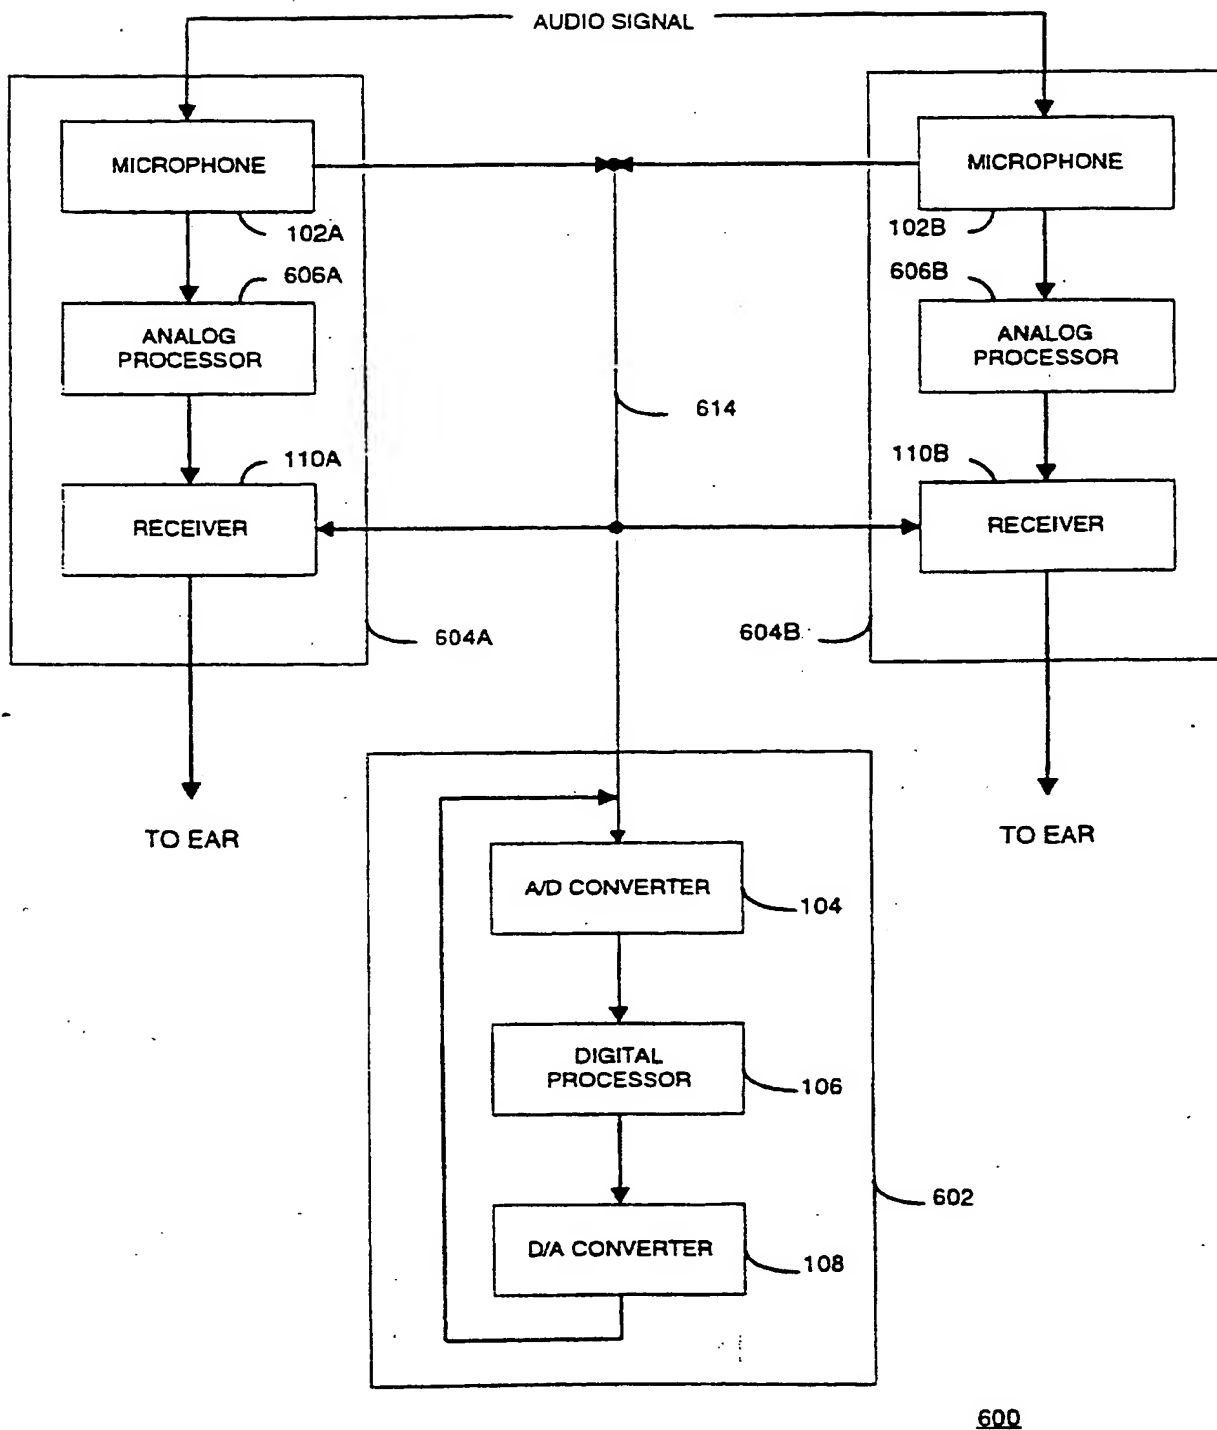 AUDIO SIGNAL
MICROPHONE
102A
606A
ANALOG
PROCESSOR
110A
RECEIVER
604A
TO EAR
614
MICROPHONE
102B
606B
ANALOG
PROCESSOR
110B
RECEIVER
604B
TO EAR
A/D CONVERTER
104
DIGITAL
PROCESSOR
106
602
D/A CONVERTER
108
600